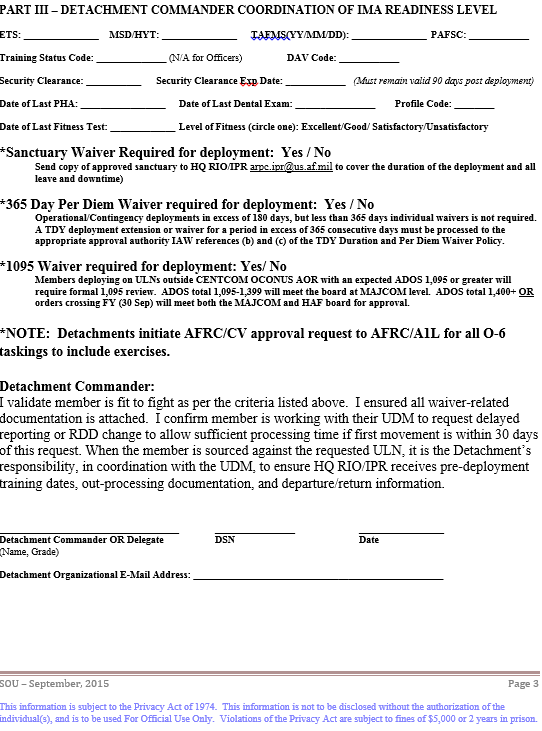 PART III – DETACHMENT COMMANDER COORDINATION OF IMA READINESS LEVEL
ETS: ______________ MSD/HYT: ______________ TAFMS(YY/MM/DD): ______________ PAFSC: ___________
Training Status Code: _____________ (N/A for Officers) DAV Code: ___________
Security Clearance: ___________ Security Clearance Exp Date: ___________ (Must remain valid 90 days post deployment)
Date of Last PHA: ______________ Date of Last Dental Exam: _____________ Profile Code: _______
Date of Last Fitness Test: ____________ Level of Fitness (circle one): Excellent/Good/ Satisfactory/Unsatisfactory
*Sanctuary Waiver Required for deployment: Yes / No
Send copy of approved sanctuary to HQ RIO/IPR arpc.ipr@us.af.mil to cover the duration of the deployment and all
leave and downtime)
*365 Day Per Diem Waiver required for deployment: Yes / No
Operational/Contingency deployments in excess of 180 days, but less than 365 days individual waivers is not required.
A TDY deployment extension or waiver for a period in excess of 365 consecutive days must be processed to the
appropriate approval authority IAW references (b) and (c) of the TDY Duration and Per Diem Waiver Policy.
*1095 Waiver required for deployment: Yes/ No
Members deploying on ULNs outside CENTCOM OCONUS AOR with an expected ADOS 1,095 or greater will
require formal 1,095 review. ADOS total 1,095-1,399 will meet the board at MAJCOM level. ADOS total 1,400+ OR
orders crossing FY (30 Sep) will meet both the MAJCOM and HAF board for approval.
*NOTE: Detachments initiate AFRC/CV approval request to AFRC/A1L for all O-6
taskings to include exercises.
Detachment Commander:
I validate member is fit to fight as per the criteria listed above. I ensured all waiver-related
documentation is attached. I confirm member is working with their UDM to request delayed
reporting or RDD change to allow sufficient processing time if first movement is within 30 days
of this request. When the member is sourced against the requested ULN, it is the Detachment's
responsibility, in coordination with the UDM, to ensure HQ RIO/IPR receives pre-deployment
training dates, out-processing documentation, and departure/return information.
Detachment Commander OR Delegate DSN Date
(Name, Grade)
Detachment Organizational E-Mail Address: ____________________________________________
SOU – September, 2015 Page 3
This information is subject to the Privacy Act of 1974. This information is not to be disclosed without the authorization of the
individual(s), and is to be used For Official Use Only. Violations of the Privacy Act are subject to fines of $5,000 or 2 years in prison.